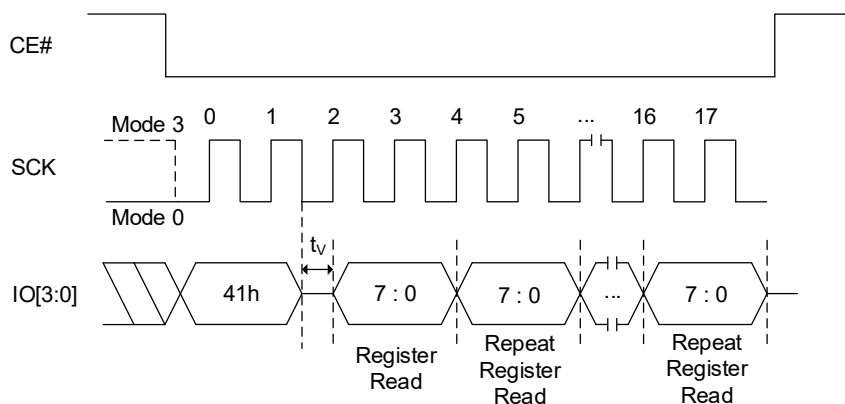 CE#
0 1 2 3 4 5 ... 16 17
Mode 3
SCK
Mode 0
tV
IO[3:0]
41h 7 : 0 7 : 0 ... 7 : 0
Register
Read
Repeat
Register
Read
Repeat
Register
Read